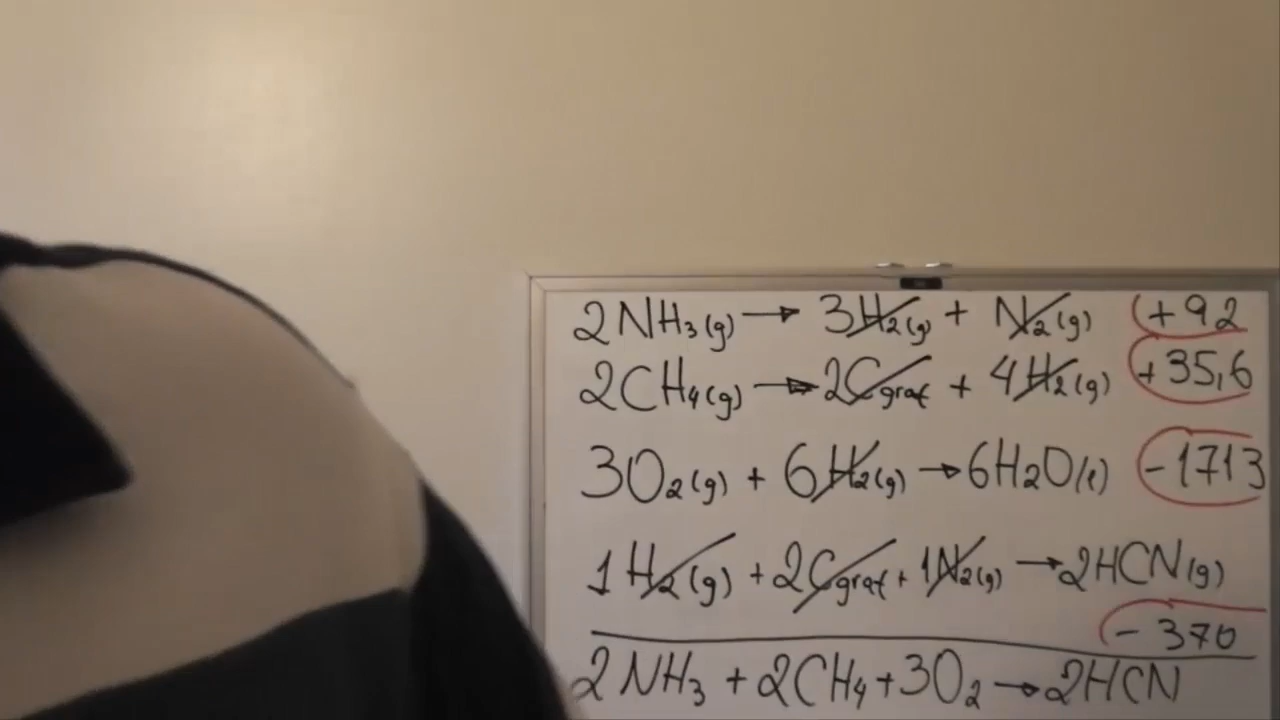 2NH₃(g) → 3H₂(g) + N₂(g) +92
2CH₄(g) → 2Cgraf + 4H₂(g) +35,6
3O₂(g) + 6H₂(g) → 6H₂O(l) -1713
1H₂(g) + 2Cgraf + 1N₂(g) → 2HCN(g)
- 370
2NH₃ + 2CH₄ + 3O₂ → 2HCN